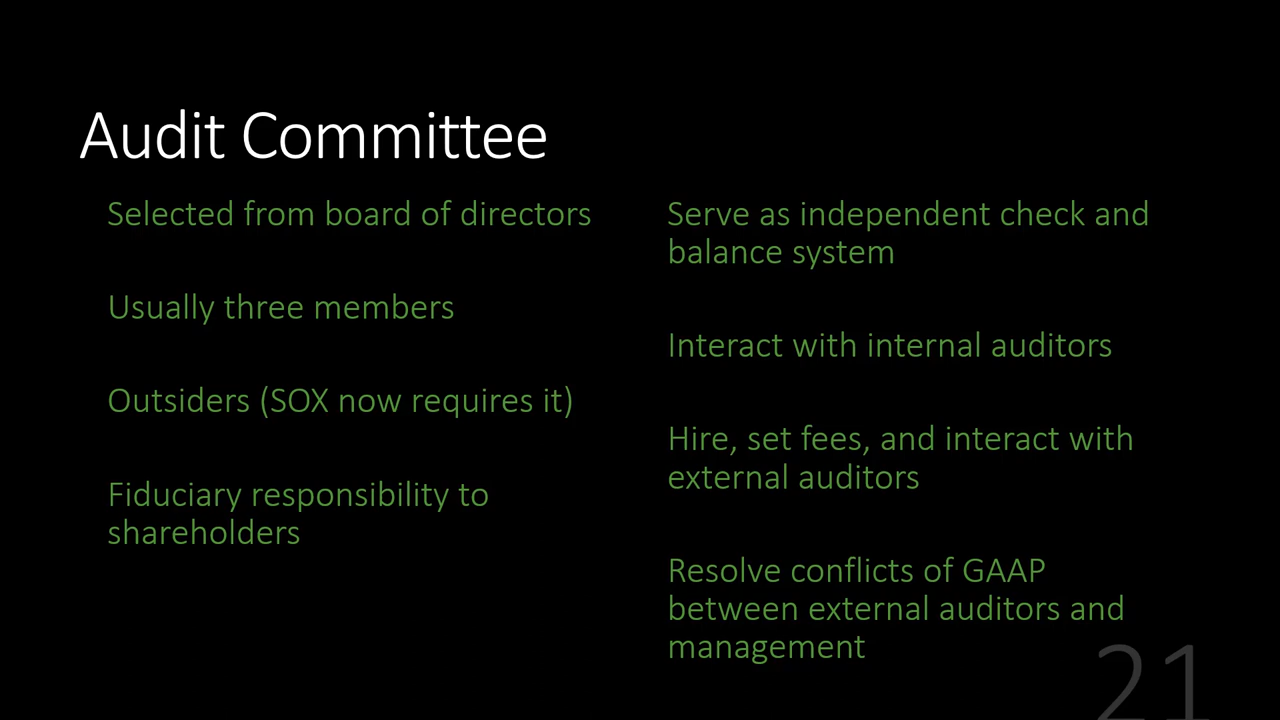 Audit Committee
Selected from board of directors
Usually three members
Outsiders (SOX now requires it)
Fiduciary responsibility to
shareholders
Serve as independent check and
balance system
Interact with internal auditors
Hire, set fees, and interact with
external auditors
Resolve conflicts of GAAP
between external auditors and
management
21